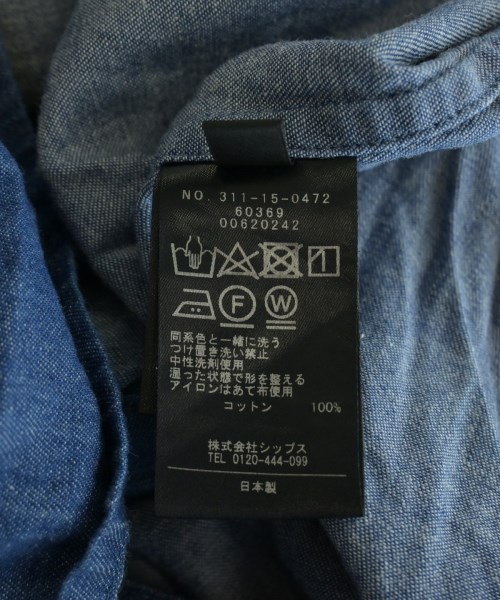 NO. 311-15-0472
60369
00620242
F W
同系色と一緒に洗う
つけ置き洗い禁止
中性洗剤使用
湿った状態で形を整える
アイロンはあて布使用
コットン 100%
株式会社シップス
TEL 0120-444-099
日本製